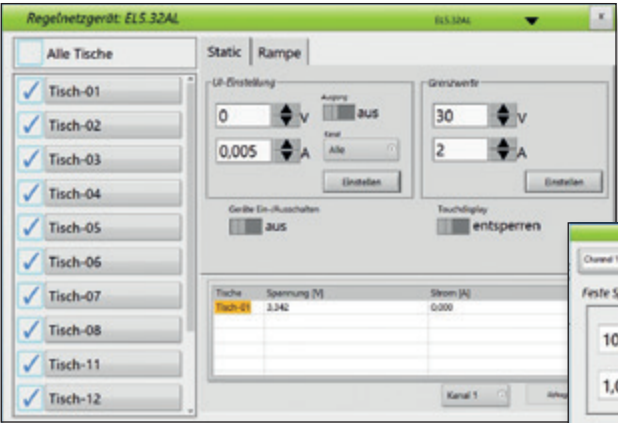 Regelnetzgerät: EL5.32AL
EL5.32AL
x
Alle Tische
Tisch-01
Tisch-02
Tisch-03
Tisch-04
Tisch-05
Tisch-06
Tisch-07
Tisch-08
Tisch-11
Tisch-12
Static Rampe
UI-Einstellung
0 V
0,005 A
Ausgang
aus
Kanal
Alle
Einstellen
Grenzwerte
30 V
2 A
Einstellen
Geräte Ein-/Ausschalten
aus
Touchdisplay
entsperren
Tische Spannung [V] Strom [A]
Tisch-01 3.342 0.000
Kanal 1
Channel
Feste S
10
1,0